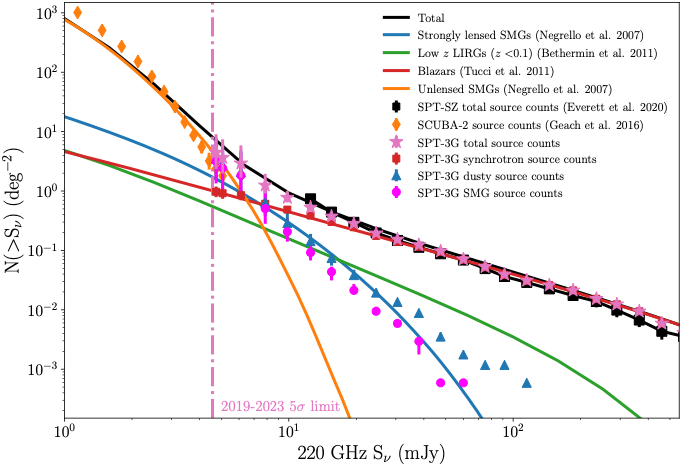 10³
10²
10¹
10⁰
10⁻¹
10⁻²
10⁻³
N(>Sν) (deg⁻²)
Total
Strongly lensed SMGs (Negrello et al. 2007)
Low z LIRGs (z <0.1) (Bethermin et al. 2011)
Blazars (Tucci et al. 2011)
Unlensed SMGs (Negrello et al. 2007)
SPT-SZ total source counts (Everett et al. 2020)
SCUBA-2 source counts (Geach et al. 2016)
SPT-3G total source counts
SPT-3G synchrotron source counts
SPT-3G dusty source counts
SPT-3G SMG source counts
2019-2023 5σ limit
10⁰
10¹
10²
220 GHz Sν (mJy)